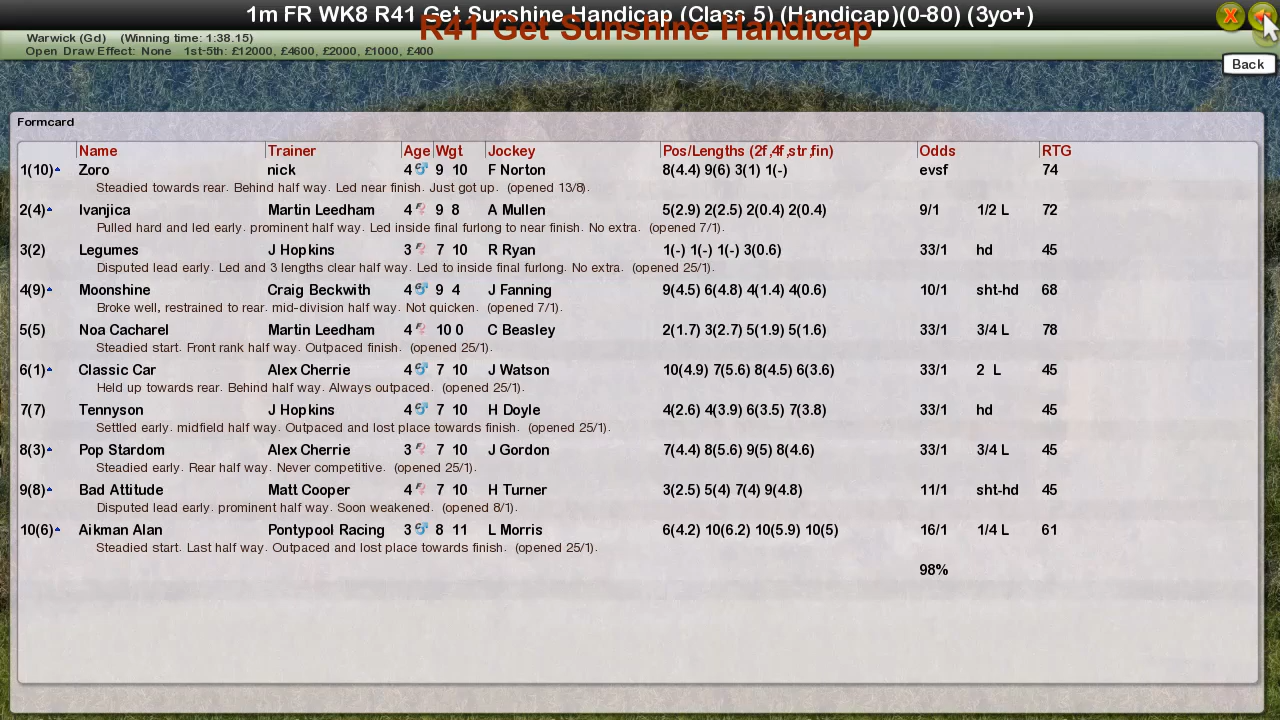 1m FR WK8 R41 Get Sunshine Handicap (Class 5) (Handicap)(0-80) (3yo+)
R41 Get Sunshine Handicap
Warwick (Gd) (Winning time: 1:38.15)
Open Draw Effect: None 1st-5th: £12000, £4600, £2000, £1000, £400
X
Back
Formcard
Name Trainer Age Wgt Jockey Pos/Lengths (2f,4f,str,fin) Odds RTG
1(10) Zoro nick 4 9 10 F Norton 8(4.4) 9(6) 3(1) 1(-) evsf 74
Steadied towards rear. Behind half way. Led near finish. Just got up. (opened 13/8).
2(4) Ivanjica Martin Leedham 4 9 8 A Mullen 5(2.9) 2(2.5) 2(0.4) 2(0.4) 9/1 1/2 L 72
Pulled hard and led early. prominent half way. Led inside final furlong to near finish. No extra. (opened 7/1).
3(2) Legumes J Hopkins 3 7 10 R Ryan 1(-) 1(-) 1(-) 3(0.6) 33/1 hd 45
Disputed lead early. Led and 3 lengths clear half way. Led to inside final furlong. No extra. (opened 25/1).
4(9) Moonshine Craig Beckwith 4 9 4 J Fanning 9(4.5) 6(4.8) 4(1.4) 4(0.6) 10/1 sht-hd 68
Broke well, restrained to rear. mid-division half way. Not quicken. (opened 7/1).
5(5) Noa Cacharel Martin Leedham 4 10 0 C Beasley 2(1.7) 3(2.7) 5(1.9) 5(1.6) 33/1 3/4 L 78
Steadied start. Front rank half way. Outpaced finish. (opened 25/1).
6(1) Classic Car Alex Cherrie 4 7 10 J Watson 10(4.9) 7(5.6) 8(4.5) 6(3.6) 33/1 2 L 45
Held up towards rear. Behind half way. Always outpaced. (opened 25/1).
7(7) Tennyson J Hopkins 4 7 10 H Doyle 4(2.6) 4(3.9) 6(3.5) 7(3.8) 33/1 hd 45
Settled early. midfield half way. Outpaced and lost place towards finish. (opened 25/1).
8(3) Pop Stardom Alex Cherrie 3 7 10 J Gordon 7(4.4) 8(5.6) 9(5) 8(4.6) 33/1 3/4 L 45
Steadied early. Rear half way. Never competitive. (opened 25/1).
9(8) Bad Attitude Matt Cooper 4 7 10 H Turner 3(2.5) 5(4) 7(4) 9(4.8) 11/1 sht-hd 45
Disputed lead early. prominent half way. Soon weakened. (opened 8/1).
10(6) Aikman Alan Pontypool Racing 3 8 11 L Morris 6(4.2) 10(6.2) 10(5.9) 10(5) 16/1 1/4 L 61
Steadied start. Last half way. Outpaced and lost place towards finish. (opened 25/1).
98%